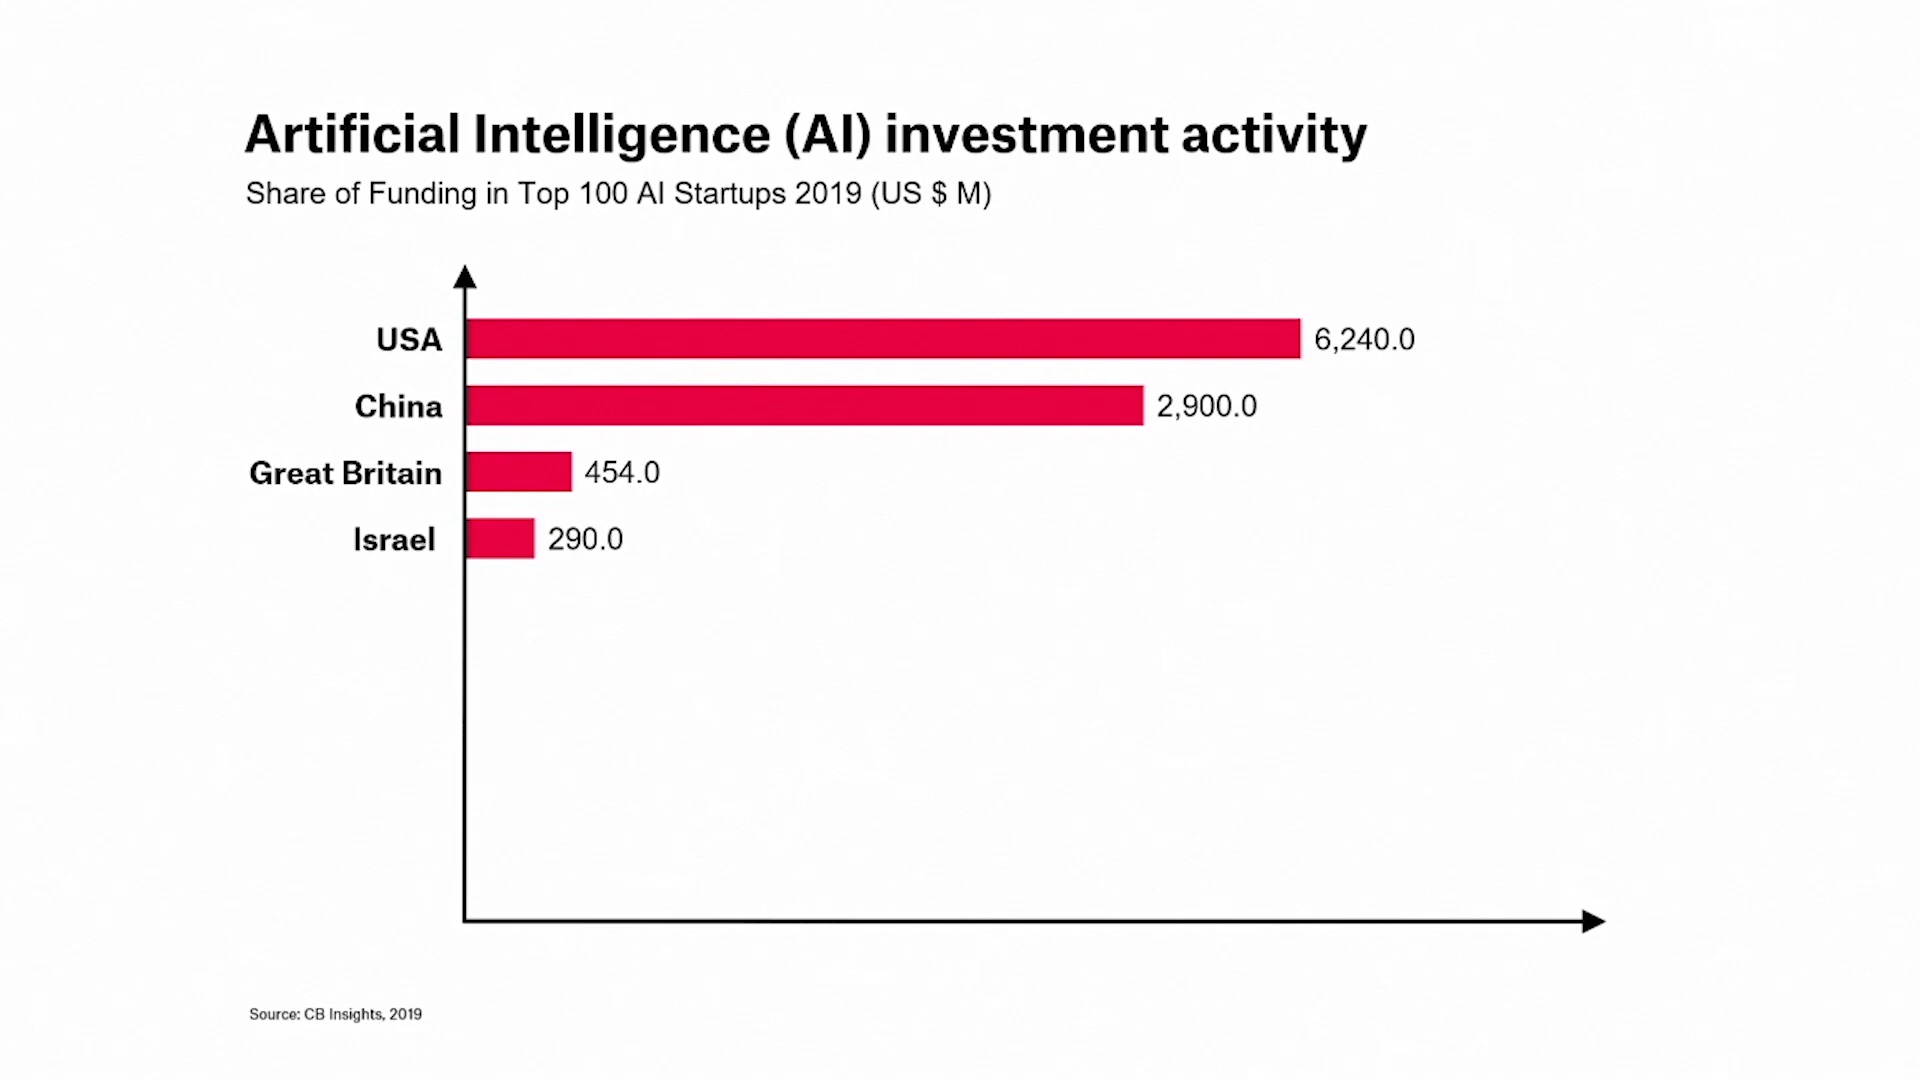 Artificial Intelligence (AI) investment activity
Share of Funding in Top 100 AI Startups 2019 (US $ M)
USA 6,240.0
China 2,900.0
Great Britain 454.0
Israel 290.0
Source: CB Insights, 2019